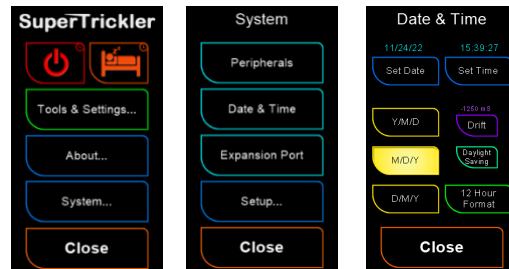 SuperTrickler
Tools & Settings...
About...
System...
Close
System
Peripherals
Date & Time
Expansion Port
Setup...
Close
Date & Time
11/24/22
15:39:27
Set Date
Set Time
Y/M/D
-1250 mS
Drift
M/D/Y
Daylight
Saving
D/M/Y
12 Hour
Format
Close